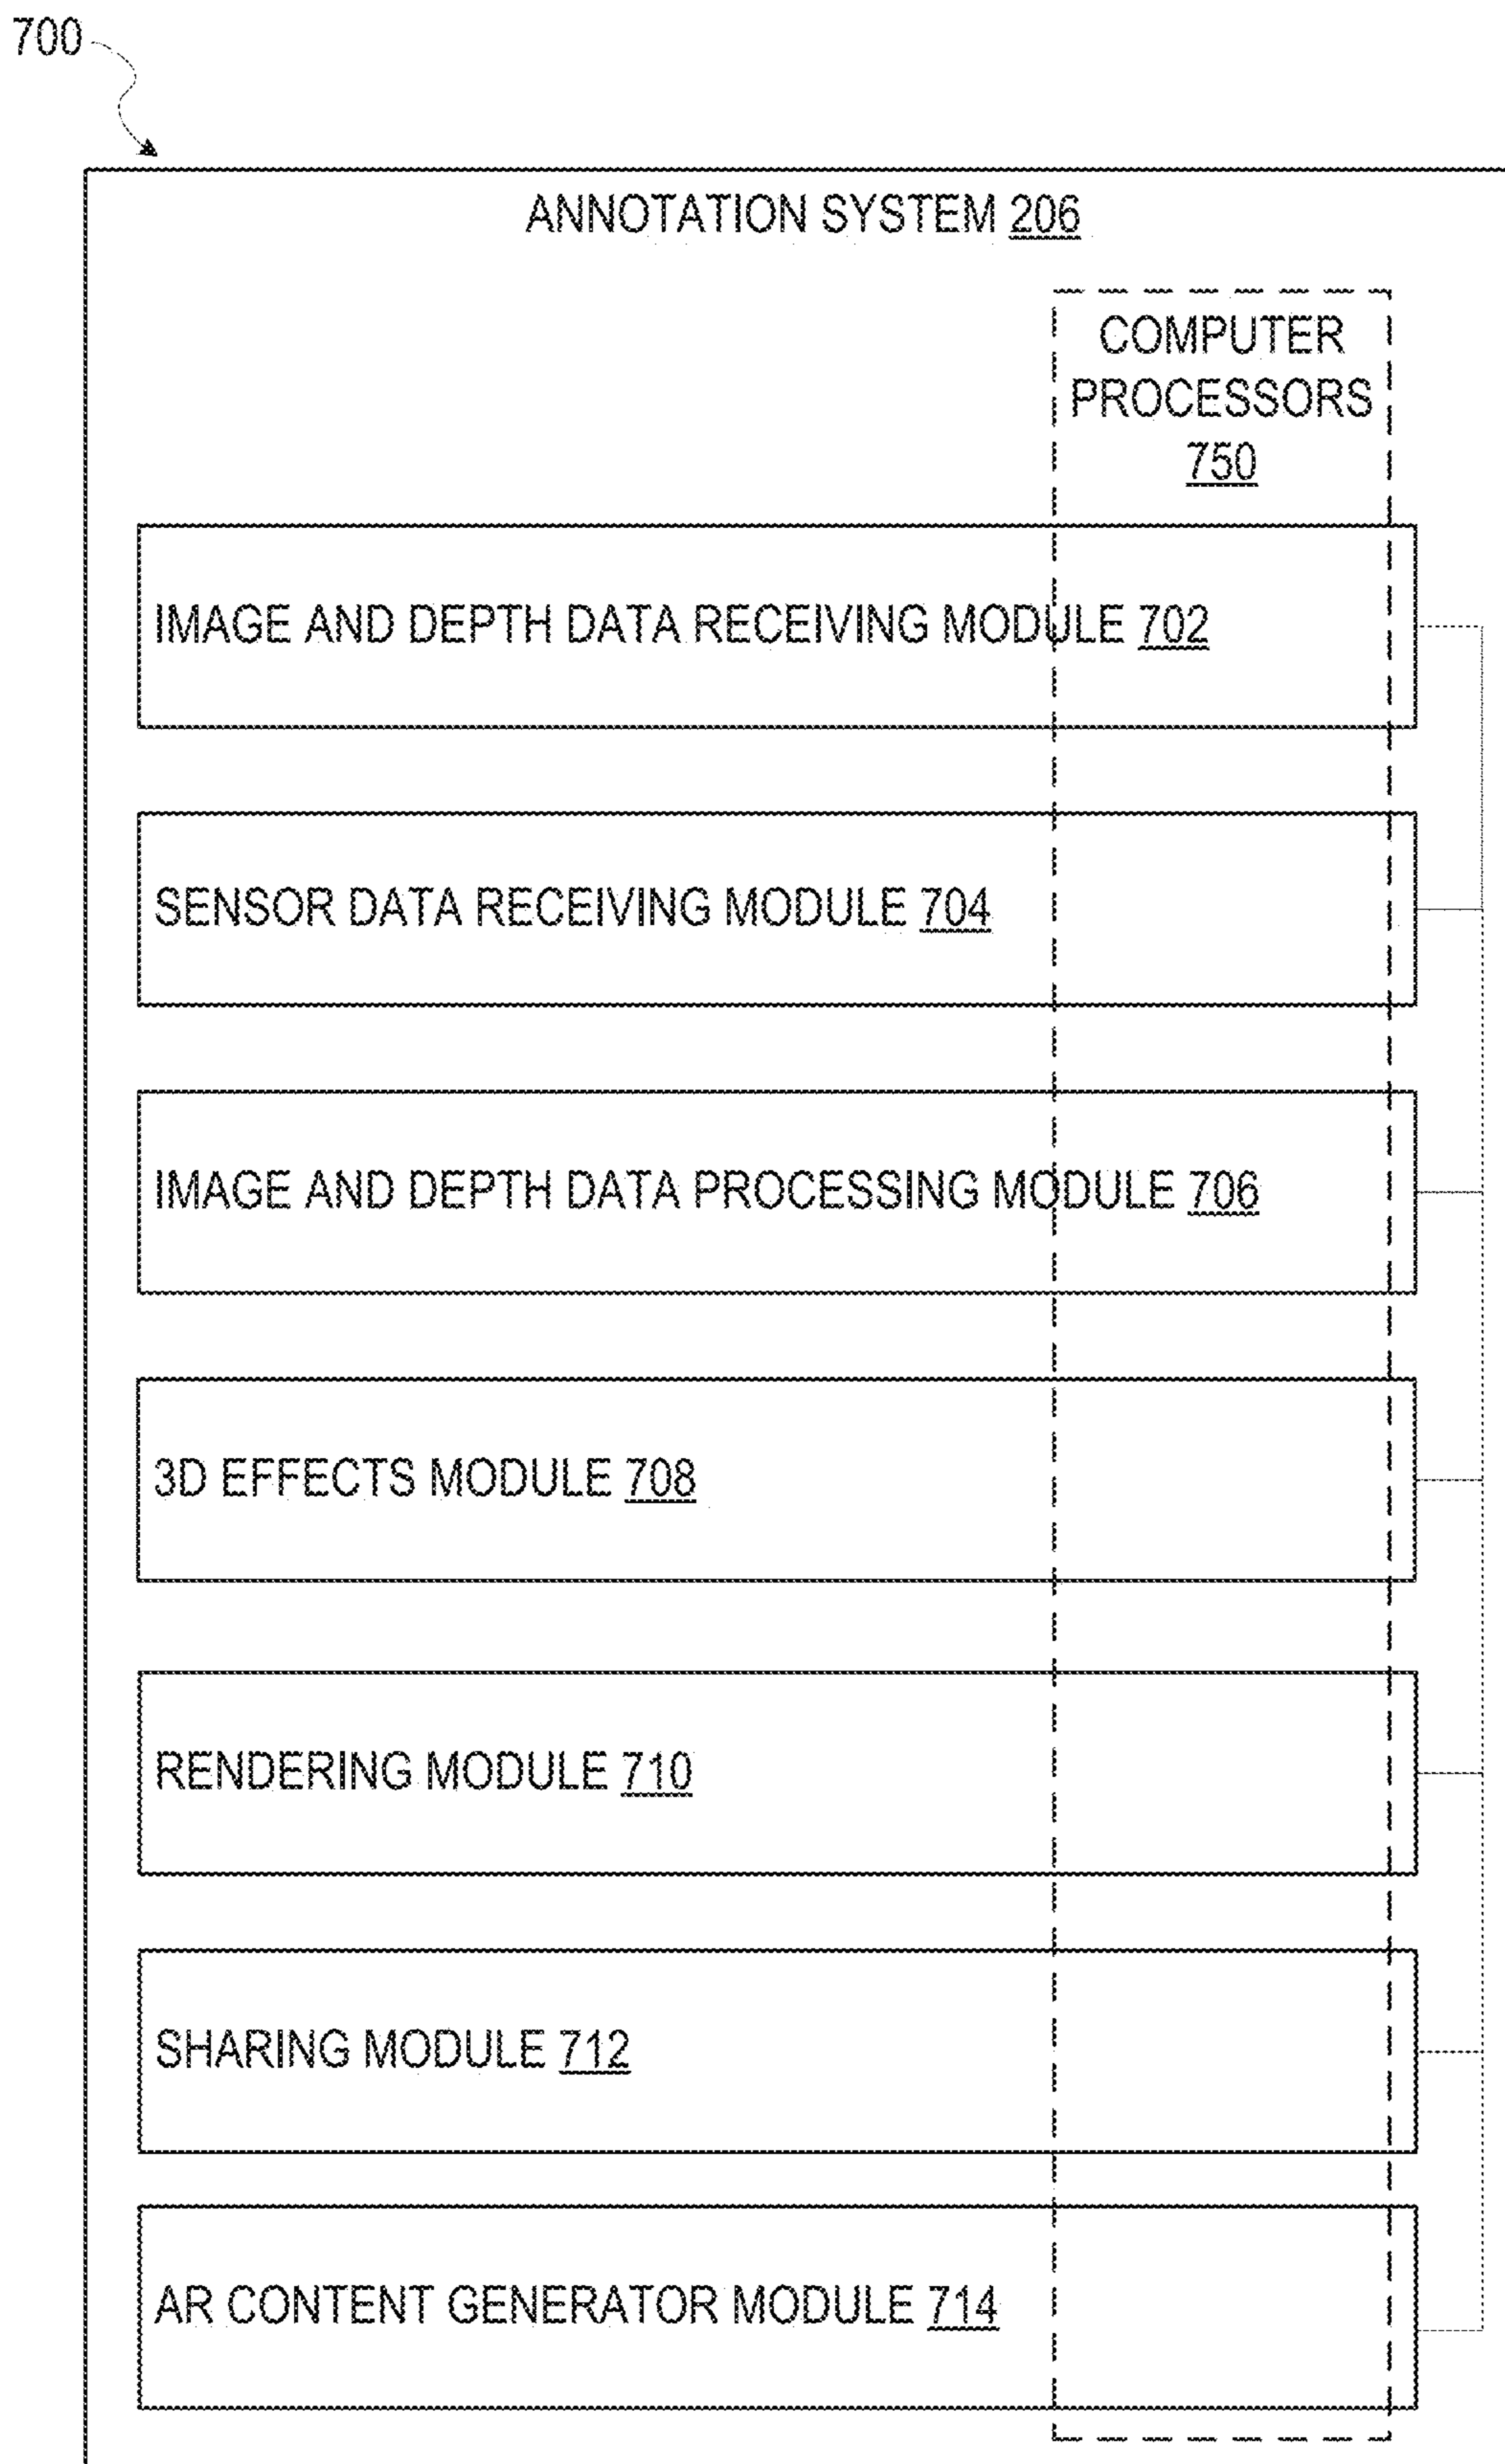 700
ANNOTATION SYSTEM 206
COMPUTER
PROCESSORS
750
IMAGE AND DEPTH DATA RECEIVING MODULE 702
SENSOR DATA RECEIVING MODULE 704
IMAGE AND DEPTH DATA PROCESSING MODULE 706
3D EFFECTS MODULE 708
RENDERING MODULE 710
SHARING MODULE 712
AR CONTENT GENERATOR MODULE 714